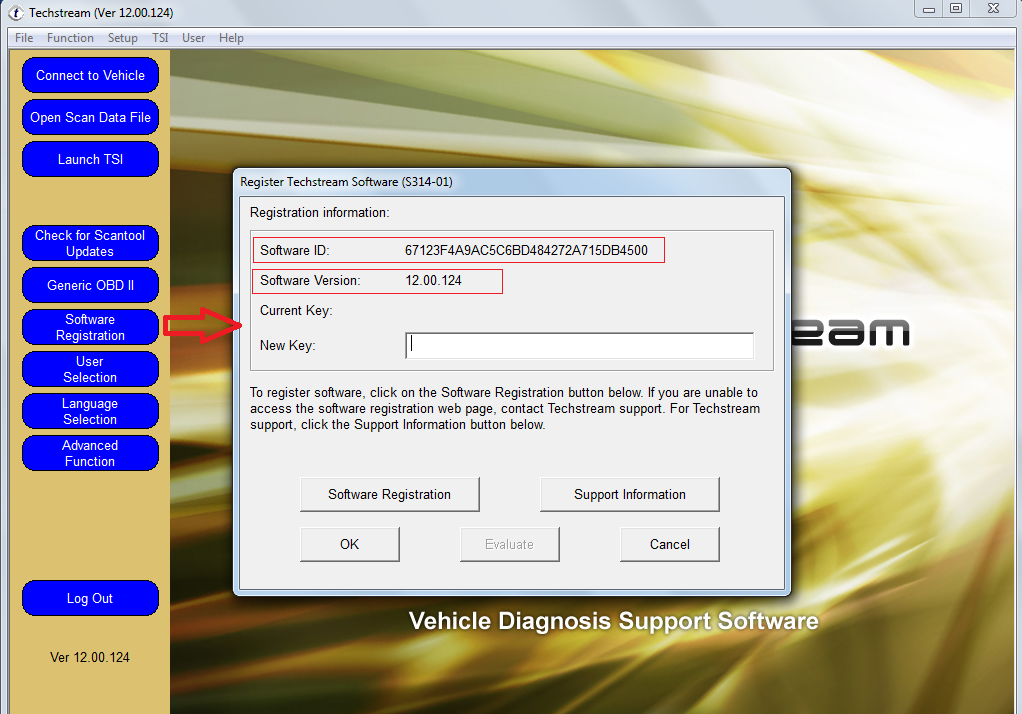 Techstream (Ver 12.00.124)
File Function Setup TSI User Help
Connect to Vehicle
Open Scan Data File
Launch TSI
Check for Scantool
Updates
Generic OBD II
Software
Registration
User
Selection
Language
Selection
Advanced
Function
Log Out
Ver 12.00.124
Register Techstream Software (S314-01)
Registration information:
Software ID: 67123F4A9AC5C6BD484272A715DB4500
Software Version: 12.00.124
Current Key:
New Key:
To register software, click on the Software Registration button below. If you are unable to
access the software registration web page, contact Techstream support. For Techstream
support, click the Support Information button below.
Software Registration Support Information
OK Evaluate Cancel
eam
Vehicle Diagnosis Support Software